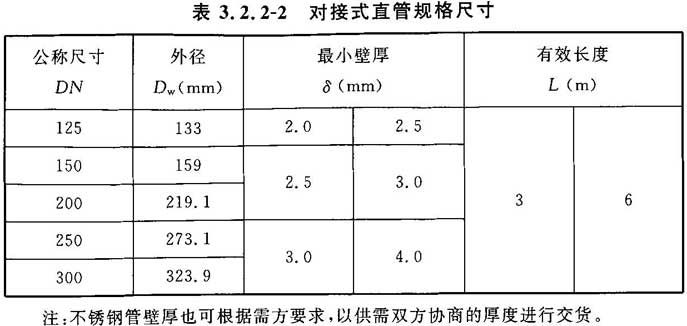 表 3.2.2-2 对接式直管规格尺寸
公称尺寸 外径 最小壁厚 有效长度
DN Dw(mm) δ(mm) L(m)
125 133 2.0 2.5
150 159
2.5 3.0
200 219.1 3 6
250 273.1
3.0 4.0
300 323.9
注:不锈钢管壁厚也可根据需方要求,以供需双方协商的厚度进行交货。